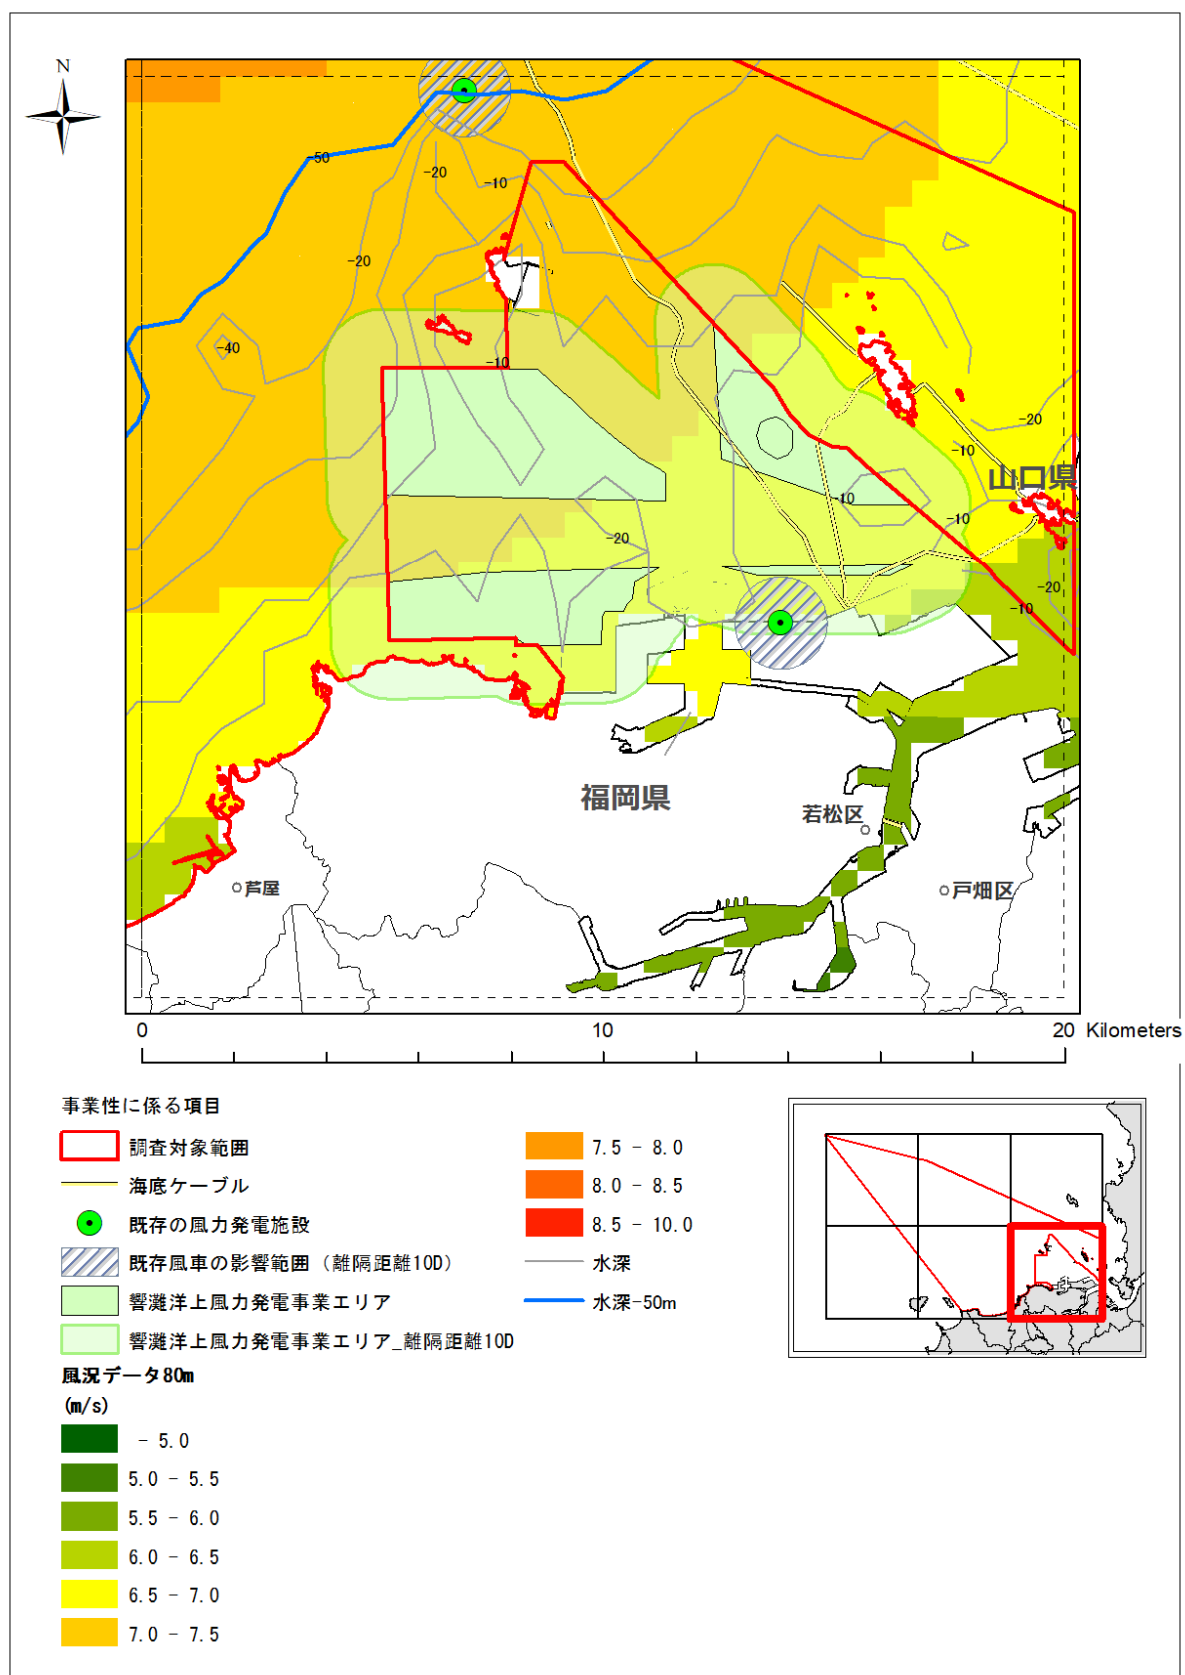 N
-50
-20
-10
-20
-40
-10
-20
-10
山口県
-10
-10
-20
-20
-10
福岡県
若松区
芦屋
戸畑区
0 10 20 Kilometers
事業性に係る項目
調査対象範囲
海底ケーブル
既存の風力発電施設
既存風車の影響範囲（離隔距離10D）
響灘洋上風力発電事業エリア
響灘洋上風力発電事業エリア_離隔距離10D
風況データ80m
(m/s)
- 5.0
5.0 - 5.5
5.5 - 6.0
6.0 - 6.5
6.5 - 7.0
7.0 - 7.5
7.5 - 8.0
8.0 - 8.5
8.5 - 10.0
水深
水深-50m